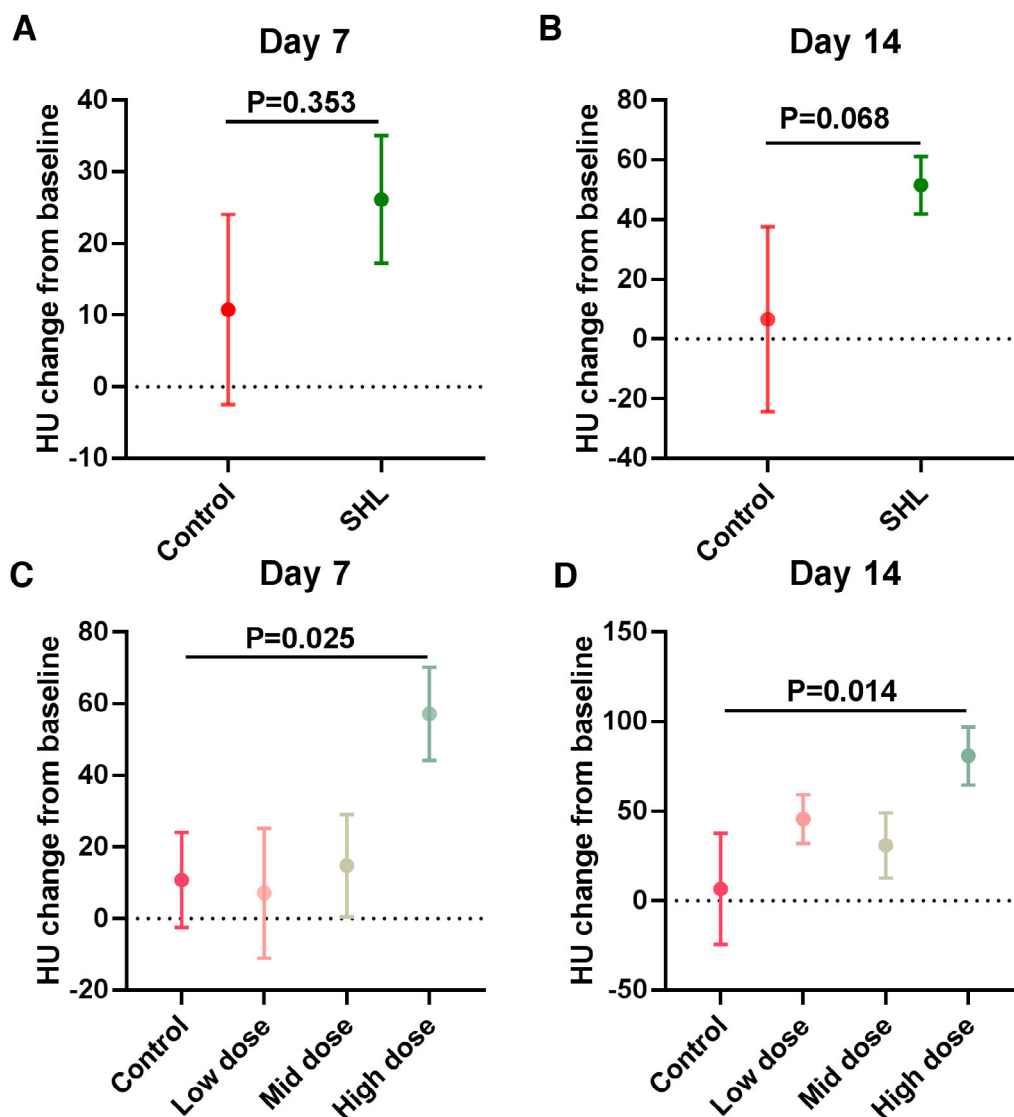 A
Day 7
HU change from baseline
40
30
20
10
0
-10
P=0.353
Control
SHL
B
Day 14
HU change from baseline
80
60
40
20
0
-20
-40
P=0.068
Control
SHL
C
Day 7
HU change from baseline
80
60
40
20
0
-20
P=0.025
Control
Low dose
Mid dose
High dose
D
Day 14
HU change from baseline
150
100
50
0
-50
P=0.014
Control
Low dose
Mid dose
High dose